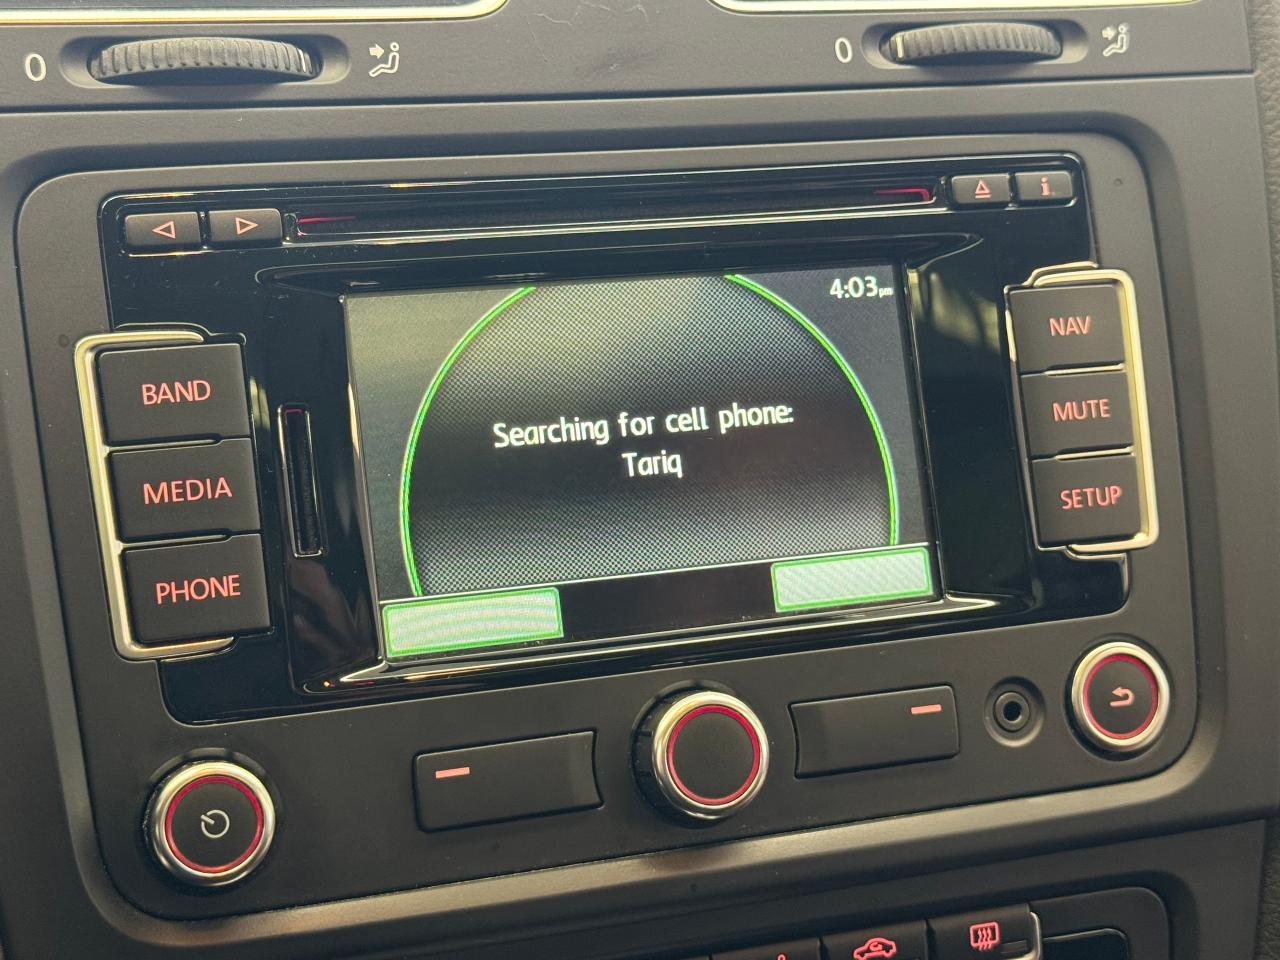 0
0
i
4:03pm
BAND
MEDIA
PHONE
Searching for cell phone:
Tariq
NAV
MUTE
SETUP